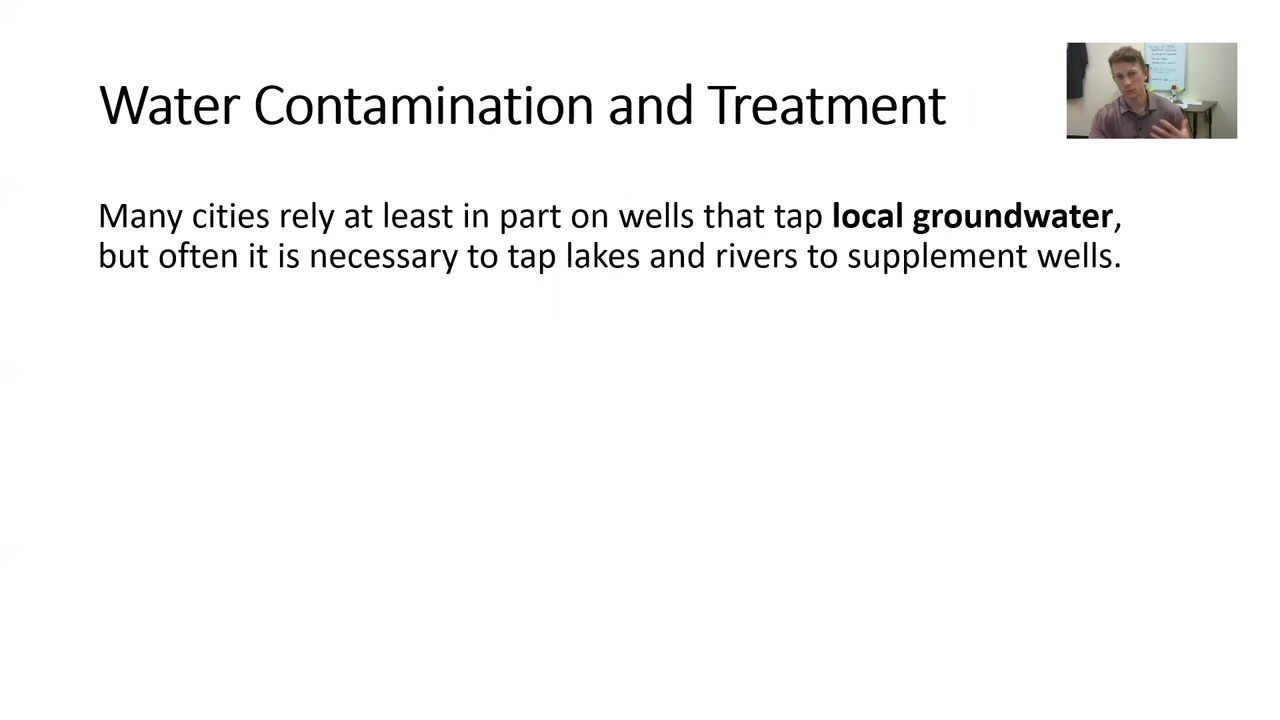 Water Contamination and Treatment
Many cities rely at least in part on wells that tap local groundwater,
but often it is necessary to tap lakes and rivers to supplement wells.